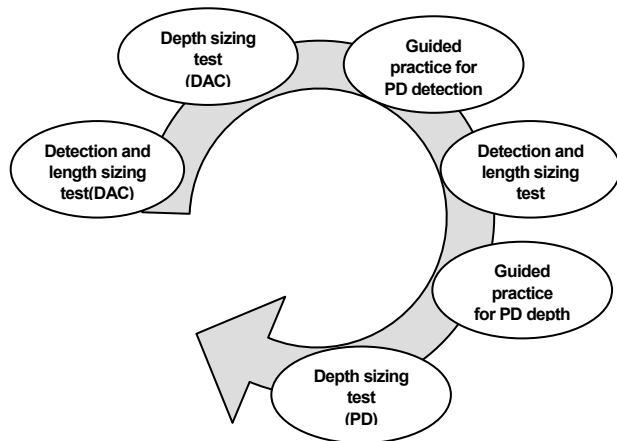 Depth sizing
test
(DAC)
Guided
practice for
PD detection
Detection and
length sizing
test(DAC)
Detection and
length sizing
test
Guided
practice
for PD depth
Depth sizing
test
(PD)